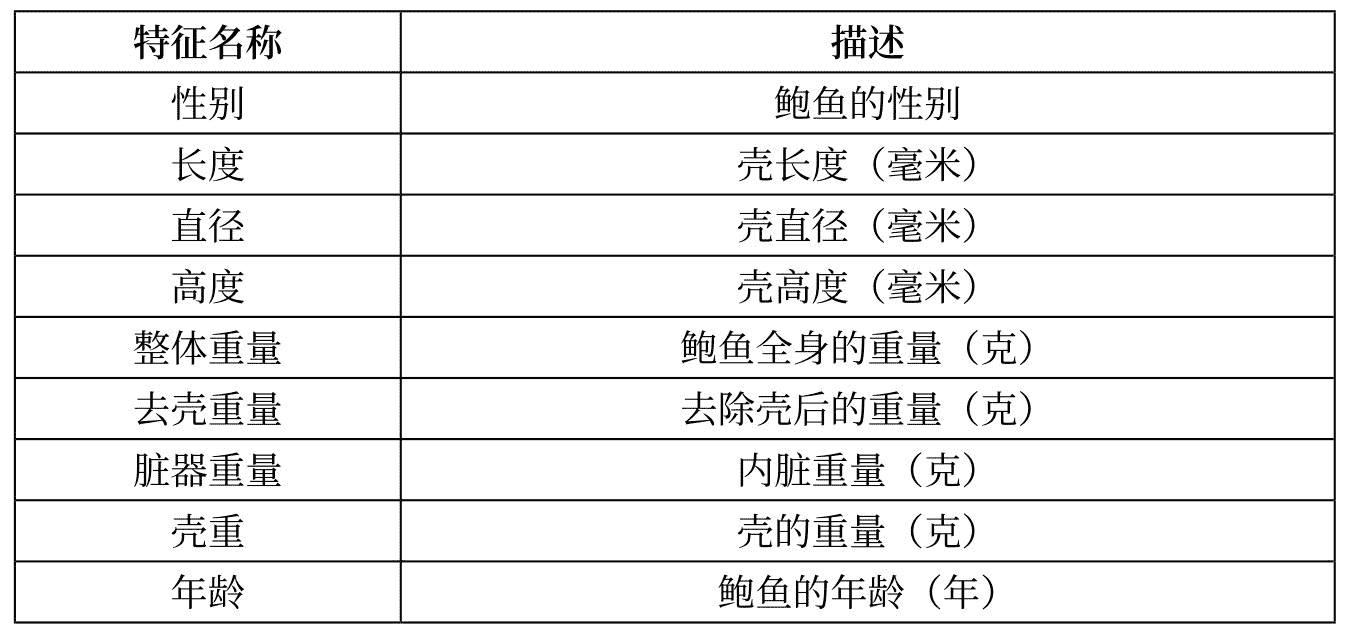 特征名称 描述
性别 鲍鱼的性别
长度 壳长度（毫米）
直径 壳直径（毫米）
高度 壳高度（毫米）
整体重量 鲍鱼全身的重量（克）
去壳重量 去除壳后的重量（克）
脏器重量 内脏重量（克）
壳重 壳的重量（克）
年龄 鲍鱼的年龄（年）